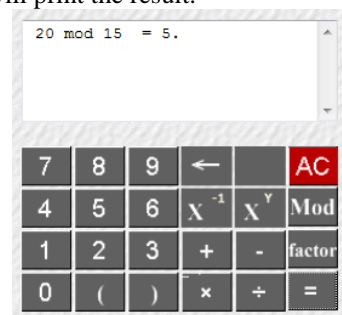 will print the result.
20 mod 15 = 5.
7 8 9 ← AC
4 5 6 X⁻¹ Xʸ Mod
1 2 3 + - factor
0 ( ) × ÷ =